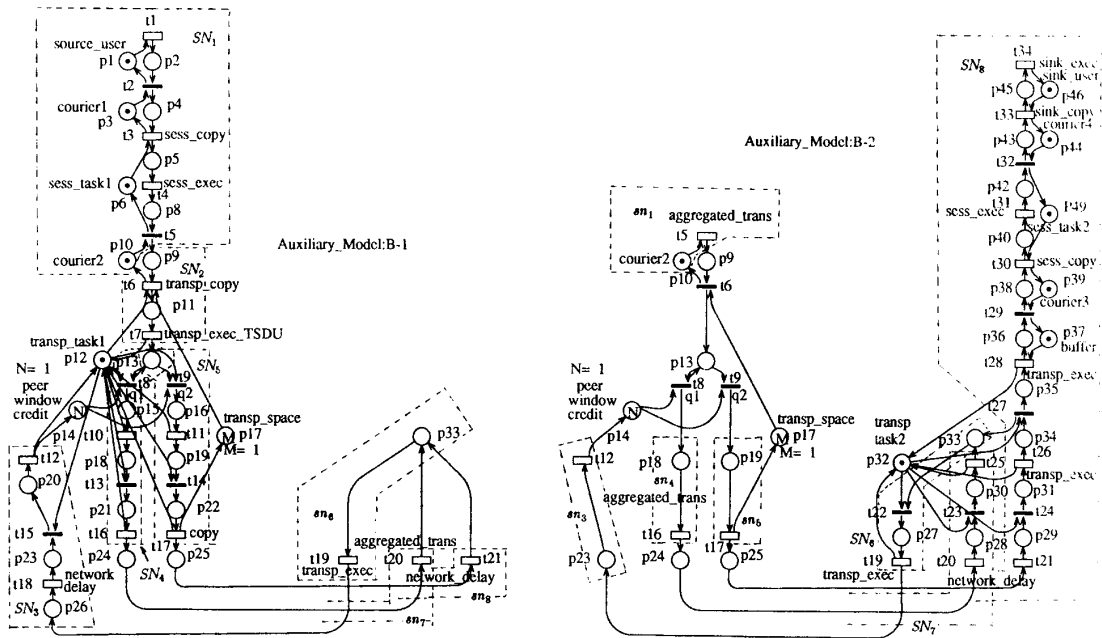 t1
SN1
source_user
p1
p2
t2
courier1
p4
p3
t3
sess_copy
p5
sess_task1
sess_exec
t4
p6
p8
t5
p10
p9
SN2
courier2
t6
transp_copy
p11
t7
transp_exec_TSDU
transp_task1
p12
p13
SN5
N= 1
peer
window
credit
t8
t9
q1
q2
N
p14
p15
p16
transp_space
M
p17
M= 1
t10
t11
t12
p18
p19
p20
t13
t14
p21
p22
t15
t16
t17
copy
p23
p24
p25
SN4
t18
network
delay
SN3
p26
Auxiliary_Model:B-1
p33
sn6
aggregated_trans
t19
t20
t21
transp_exec
network_delay
sn8
sn7
Auxiliary_Model:B-2
sn1
aggregated_trans
t5
courier2
p9
p10
t6
N= 1
peer
window
credit
p13
t8
t9
q1
q2
N
p14
transp_space
M
p17
M= 1
t12
p18
p19
sn4
aggregated_trans
sn3
sn5
t16
t17
p23
p24
p25
SN8
t34
sink_exec
sink_user
p45
p46
t33
sink_copy
courier4
p43
p44
t32
p42
t31
sess_exec
p49
sess_task2
p40
t30
sess_copy
p38
p39
courier3
t29
p36
p37
buffer
t28
transp_exec
p35
t27
transp
task2
p33
p34
p32
t26
t25
transp_exec
p30
p31
t22
t23
t24
p27
p28
p29
SN6
t19
t20
t21
transp_exec
network_delay
SN7